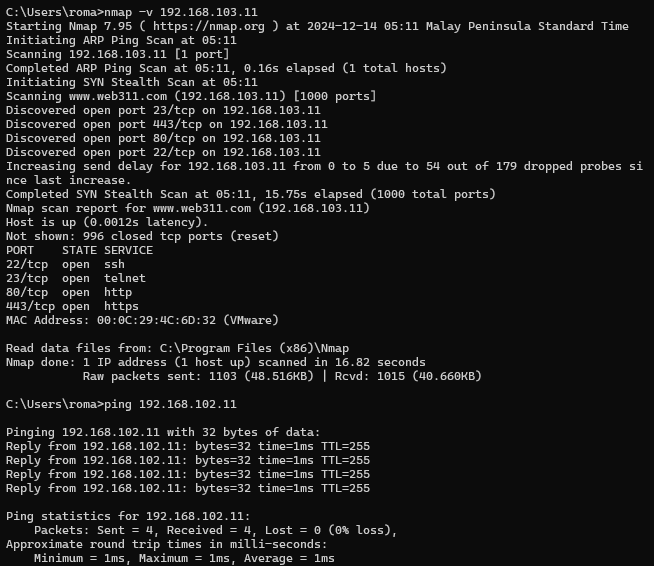 C:\Users\roma>nmap -v 192.168.103.11
Starting Nmap 7.95 ( https://nmap.org ) at 2024-12-14 05:11 Malay Peninsula Standard Time
Initiating ARP Ping Scan at 05:11
Scanning 192.168.103.11 [1 port]
Completed ARP Ping Scan at 05:11, 0.16s elapsed (1 total hosts)
Initiating SYN Stealth Scan at 05:11
Scanning www.web311.com (192.168.103.11) [1000 ports]
Discovered open port 23/tcp on 192.168.103.11
Discovered open port 443/tcp on 192.168.103.11
Discovered open port 80/tcp on 192.168.103.11
Discovered open port 22/tcp on 192.168.103.11
Increasing send delay for 192.168.103.11 from 0 to 5 due to 54 out of 179 dropped probes si
nce last increase.
Completed SYN Stealth Scan at 05:11, 15.75s elapsed (1000 total ports)
Nmap scan report for www.web311.com (192.168.103.11)
Host is up (0.0012s latency).
Not shown: 996 closed tcp ports (reset)
PORT    STATE SERVICE
22/tcp  open  ssh
23/tcp  open  telnet
80/tcp  open  http
443/tcp open  https
MAC Address: 00:0C:29:4C:6D:32 (VMware)

Read data files from: C:\Program Files (x86)\Nmap
Nmap done: 1 IP address (1 host up) scanned in 16.82 seconds
           Raw packets sent: 1103 (48.516KB) | Rcvd: 1015 (40.660KB)

C:\Users\roma>ping 192.168.102.11

Pinging 192.168.102.11 with 32 bytes of data:
Reply from 192.168.102.11: bytes=32 time=1ms TTL=255
Reply from 192.168.102.11: bytes=32 time=1ms TTL=255
Reply from 192.168.102.11: bytes=32 time=1ms TTL=255
Reply from 192.168.102.11: bytes=32 time=1ms TTL=255

Ping statistics for 192.168.102.11:
    Packets: Sent = 4, Received = 4, Lost = 0 (0% loss),
Approximate round trip times in milli-seconds:
    Minimum = 1ms, Maximum = 1ms, Average = 1ms